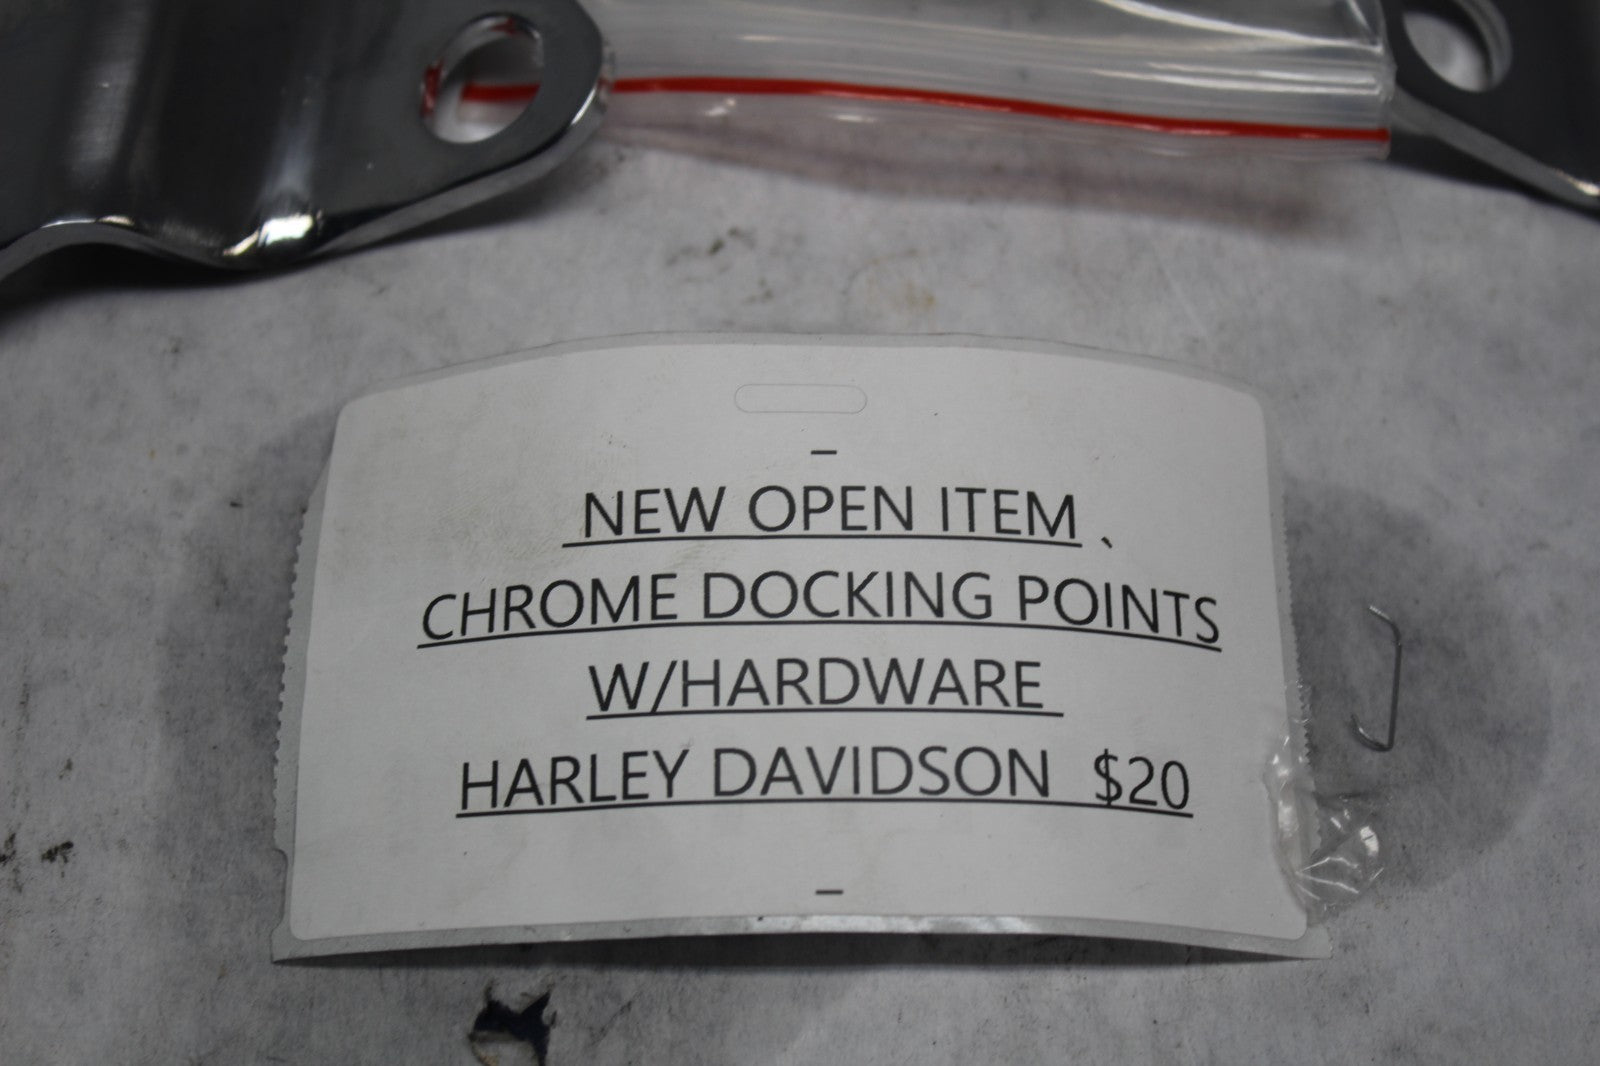 NEW OPEN ITEM 、
CHROME DOCKING POINTS
W/HARDWARE
HARLEY DAVIDSON $20